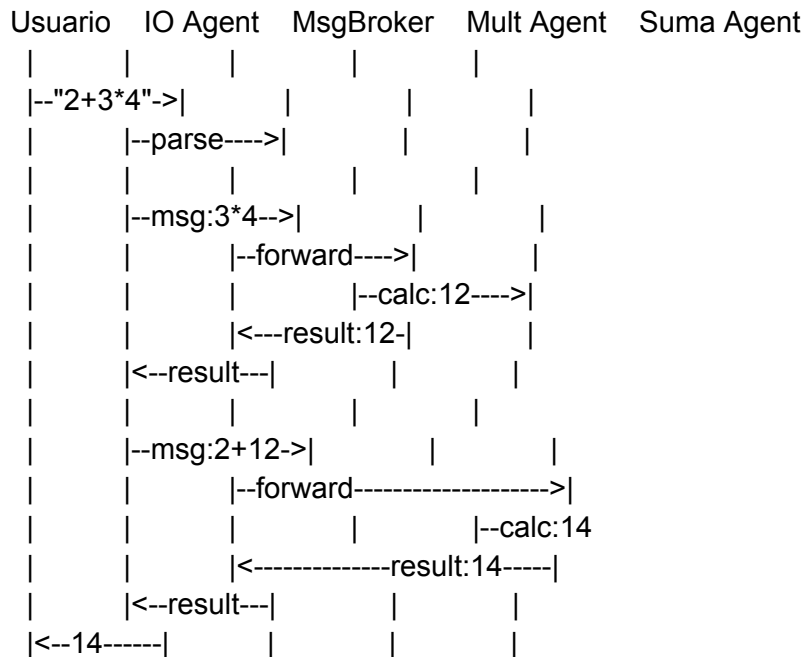 Usuario    IO Agent    MsgBroker    Mult Agent    Suma Agent
  |           |           |             |             |
  |--"2+3*4"->|           |             |             |
  |           |--parse---->|             |             |
  |           |           |             |             |
  |           |--msg:3*4-->|             |             |
  |           |           |--forward---->|             |
  |           |           |             |--calc:12---->|
  |           |           |<---result:12-|             |
  |           |<--result---|             |             |
  |           |           |             |             |
  |           |--msg:2+12->|             |             |
  |           |           |--forward--------------------->|
  |           |           |             |             |--calc:14
  |           |           |<--------------result:14-----|
  |           |<--result---|             |             |
  |<--14------|           |             |             |